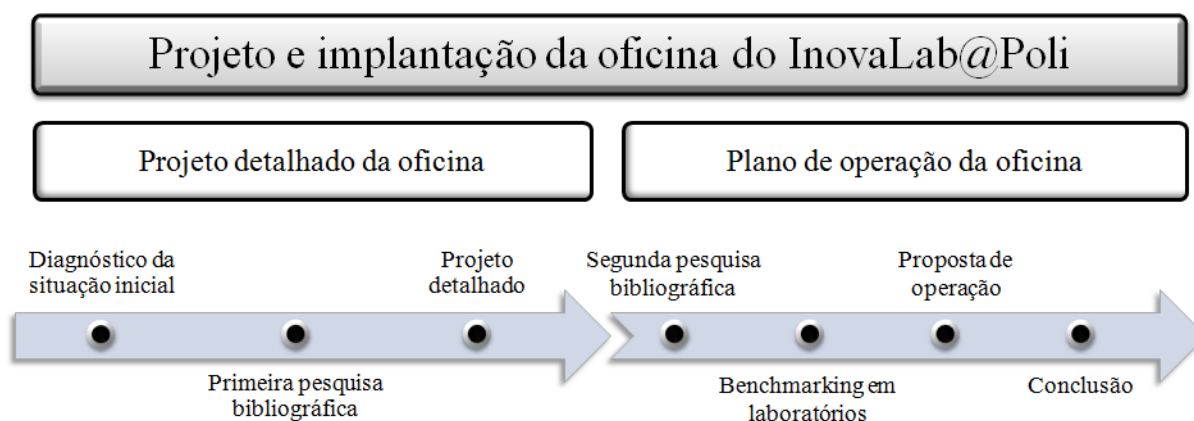 Projeto e implantação da oficina do InovaLab@Poli
Projeto detalhado da oficina
Plano de operação da oficina
Diagnóstico da
situação inicial
Primeira pesquisa
bibliográfica
Projeto
detalhado
Segunda pesquisa
bibliográfica
Benchmarking em
laboratórios
Proposta de
operação
Conclusão